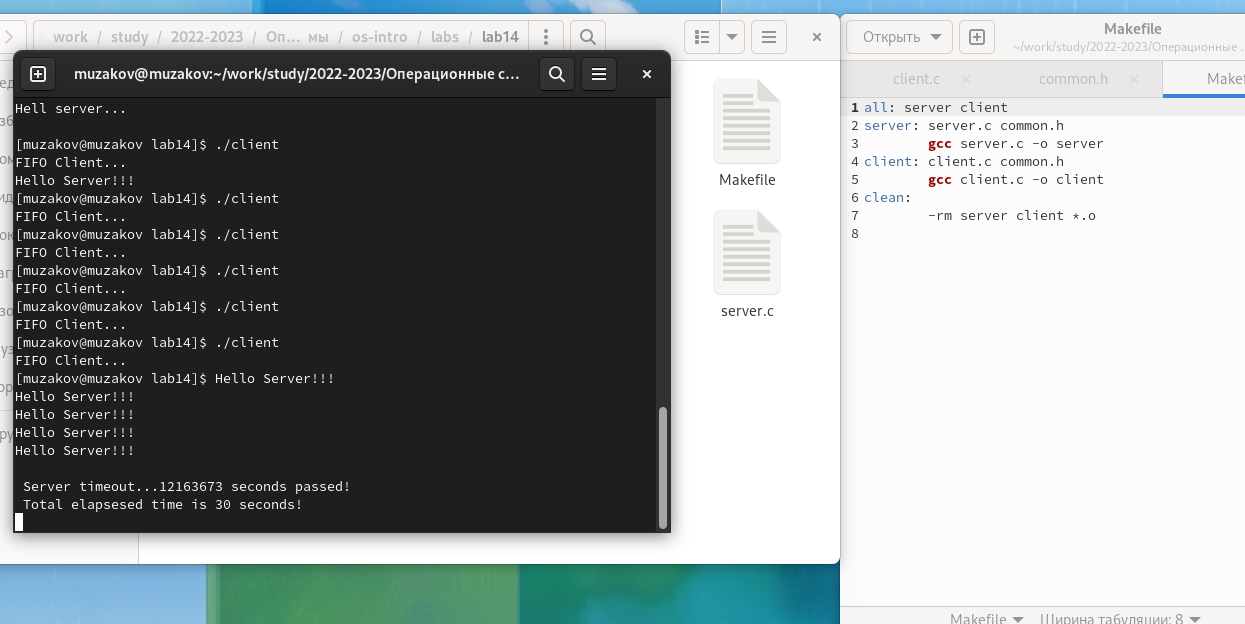 work / study / 2022-2023 / Оп... мы / os-intro / labs / lab14
muzakov@muzakov:~/work/study/2022-2023/Операционные с...
Hell server...
[muzakov@muzakov lab14]$ ./client
FIFO Client...
Hello Server!!!
[muzakov@muzakov lab14]$ ./client
FIFO Client...
[muzakov@muzakov lab14]$ ./client
FIFO Client...
[muzakov@muzakov lab14]$ ./client
FIFO Client...
[muzakov@muzakov lab14]$ ./client
FIFO Client...
[muzakov@muzakov lab14]$ ./client
FIFO Client...
[muzakov@muzakov lab14]$ Hello Server!!!
Hello Server!!!
Hello Server!!!
Hello Server!!!
Hello Server!!!
Server timeout...12163673 seconds passed!
Total elapsesed time is 30 seconds!
Makefile
server.c
Открыть
Makefile
~/work/study/2022-2023/Операционные .
client.c
common.h
Makef
1 all: server client
2 server: server.c common.h
3 gcc server.c -o server
4 client: client.c common.h
5 gcc client.c -o client
6 clean:
7 -rm server client *.o
8
Makefile
Ширина табуляции: 8